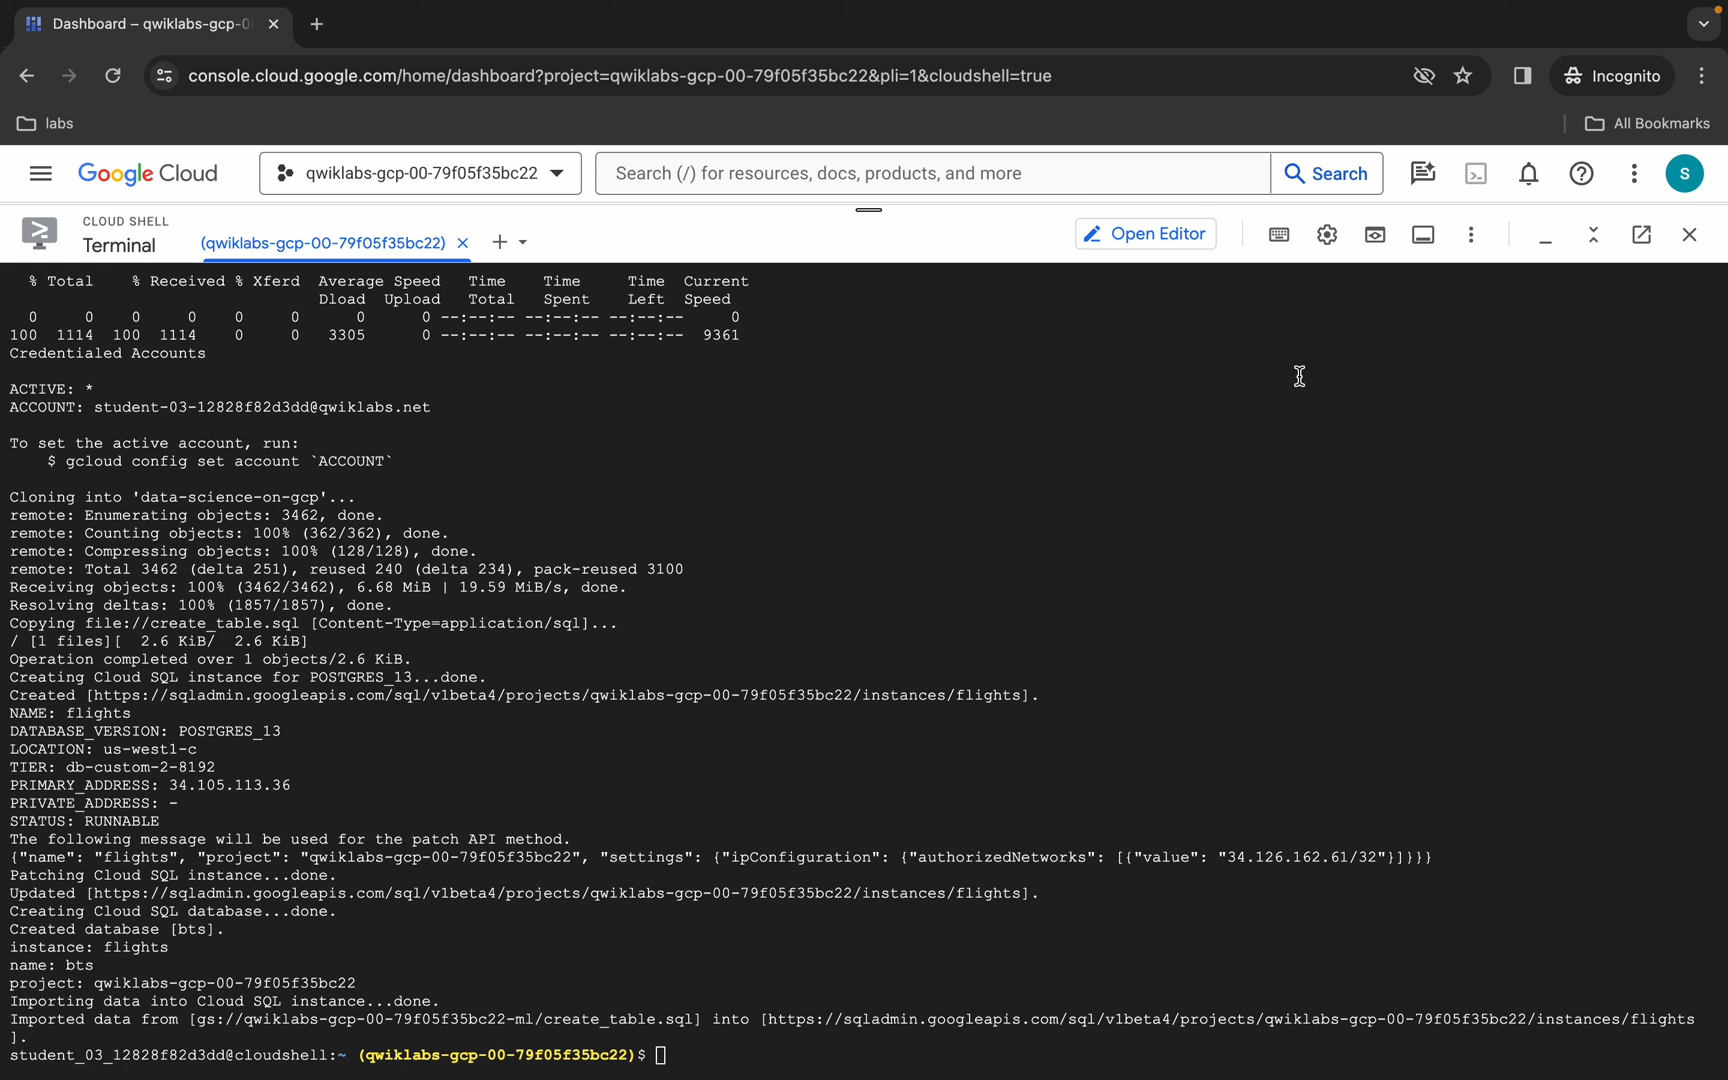 Dashboard – qwiklabs-gcp-0
console.cloud.google.com/home/dashboard?project=qwiklabs-gcp-00-79f05f35bc22&pli=1&cloudshell=true
Incognito
labs
All Bookmarks
Google Cloud
qwiklabs-gcp-00-79f05f35bc22
Search (/) for resources, docs, products, and more
Search
S
CLOUD SHELL
Terminal
(qwiklabs-gcp-00-79f05f35bc22)
Open Editor
% Total % Received % Xferd Average Speed Time Time Time Current
Dload Upload Total Spent Left Speed
0 0 0 0 0 0 0 0 --:--:-- --:--:-- --:--:-- 0
100 1114 100 1114 0 0 3305 0 --:--:-- --:--:-- --:--:-- 9361
Credentialed Accounts
ACTIVE: *
ACCOUNT: student-03-12828f82d3dd@qwiklabs.net
To set the active account, run:
$ gcloud config set account `ACCOUNT`
Cloning into 'data-science-on-gcp'...
remote: Enumerating objects: 3462, done.
remote: Counting objects: 100% (362/362), done.
remote: Compressing objects: 100% (128/128), done.
remote: Total 3462 (delta 251), reused 240 (delta 234), pack-reused 3100
Receiving objects: 100% (3462/3462), 6.68 MiB | 19.59 MiB/s, done.
Resolving deltas: 100% (1857/1857), done.
Copying file://create_table.sql [Content-Type=application/sql]...
/ [1 files][ 2.6 KiB/ 2.6 KiB]
Operation completed over 1 objects/2.6 KiB.
Creating Cloud SQL instance for POSTGRES_13...done.
Created [https://sqladmin.googleapis.com/sql/v1beta4/projects/qwiklabs-gcp-00-79f05f35bc22/instances/flights].
NAME: flights
DATABASE_VERSION: POSTGRES_13
LOCATION: us-west1-c
TIER: db-custom-2-8192
PRIMARY_ADDRESS: 34.105.113.36
PRIVATE_ADDRESS: -
STATUS: RUNNABLE
The following message will be used for the patch API method.
{"name": "flights", "project": "qwiklabs-gcp-00-79f05f35bc22", "settings": {"ipConfiguration": {"authorizedNetworks": [{"value": "34.126.162.61/32"}]}}}
Patching Cloud SQL instance...done.
Updated [https://sqladmin.googleapis.com/sql/v1beta4/projects/qwiklabs-gcp-00-79f05f35bc22/instances/flights].
Creating Cloud SQL database...done.
Created database [bts].
instance: flights
name: bts
project: qwiklabs-gcp-00-79f05f35bc22
Importing data into Cloud SQL instance...done.
Imported data from [gs://qwiklabs-gcp-00-79f05f35bc22-ml/create_table.sql] into [https://sqladmin.googleapis.com/sql/v1beta4/projects/qwiklabs-gcp-00-79f05f35bc22/instances/flights
].
student_03_12828f82d3dd@cloudshell:~ (qwiklabs-gcp-00-79f05f35bc22)$